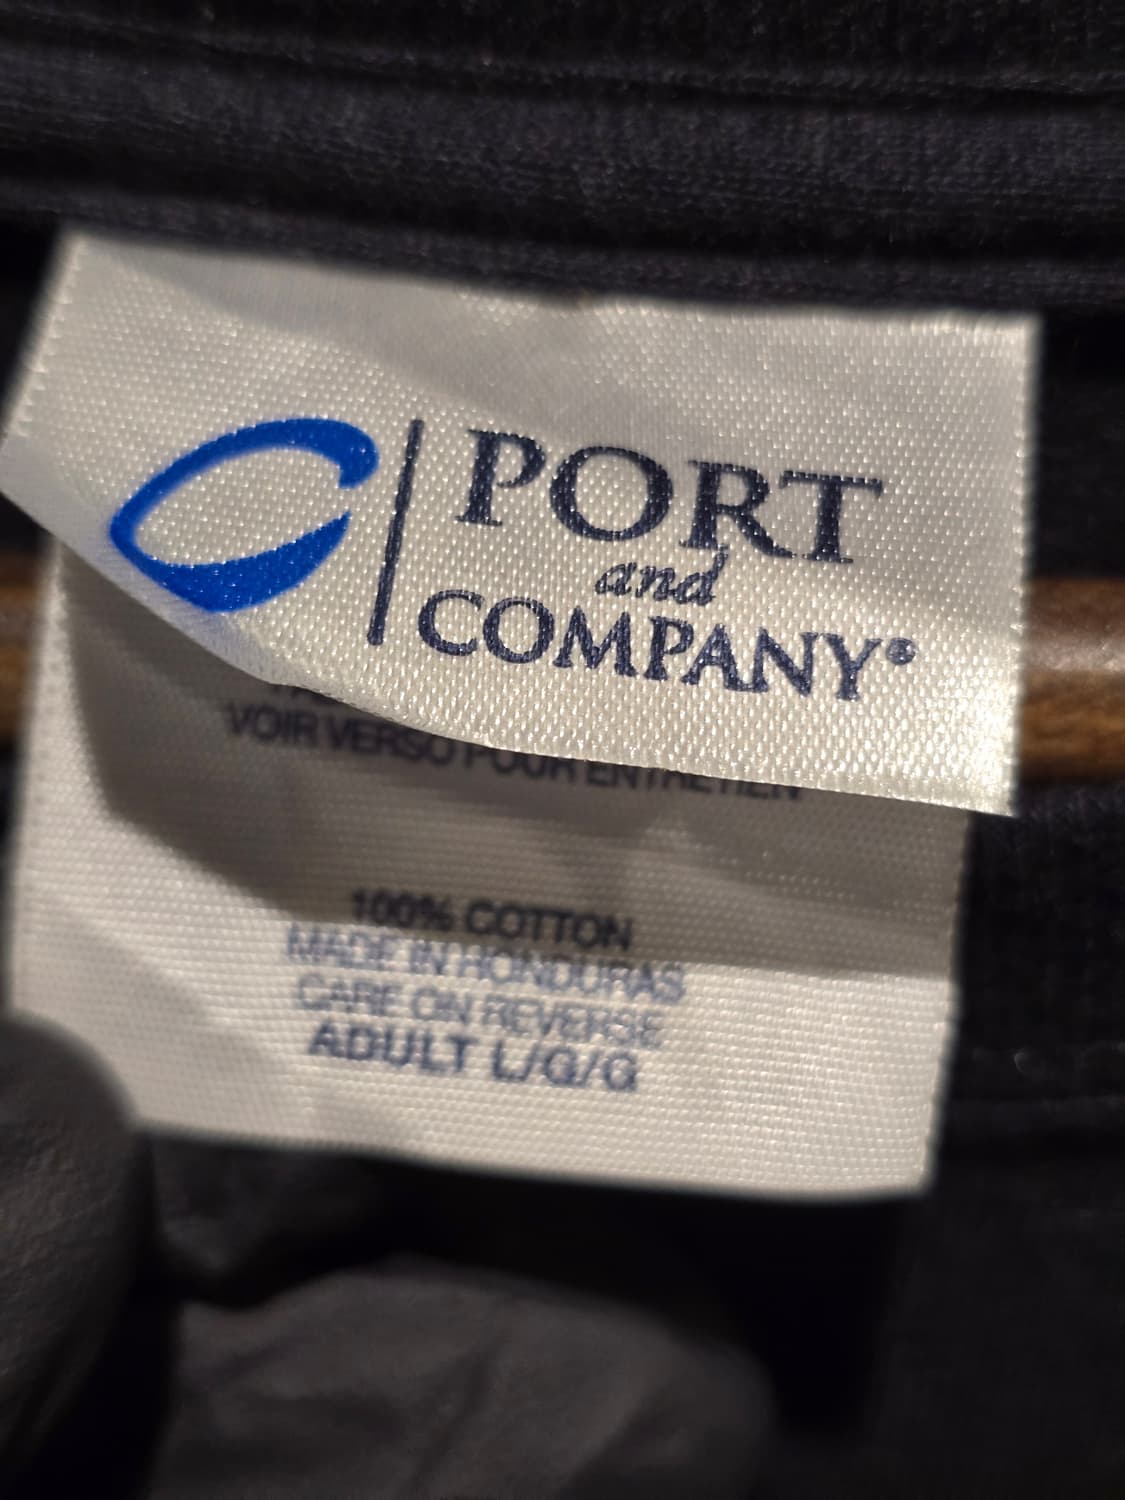 PORT
and
COMPANY®
VOIR VERSO POUR ENTRETIEN
100% COTTON
MADE IN HONDURAS
CARE ON REVERSE
ADULT L/G/G